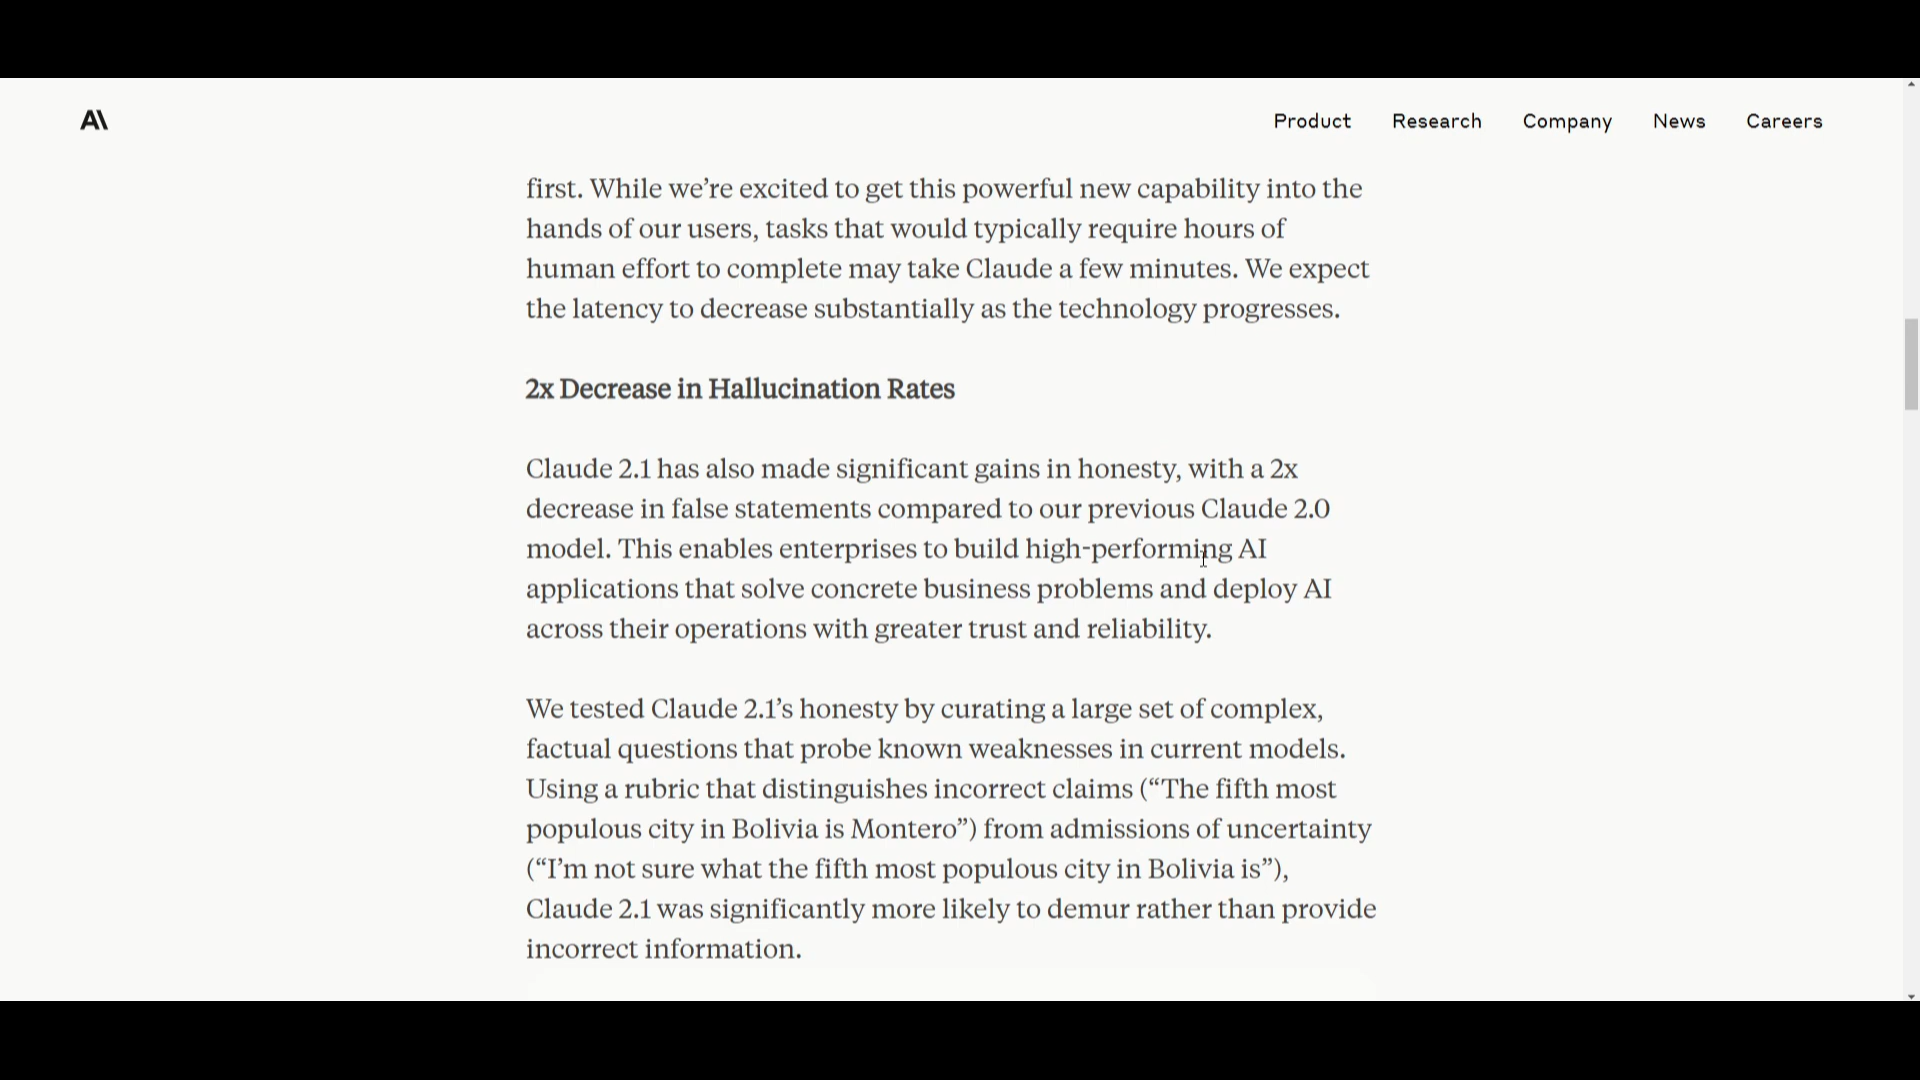 AI
Product Research Company News Careers
first. While we’re excited to get this powerful new capability into the
hands of our users, tasks that would typically require hours of
human effort to complete may take Claude a few minutes. We expect
the latency to decrease substantially as the technology progresses.
2x Decrease in Hallucination Rates
Claude 2.1 has also made significant gains in honesty, with a 2x
decrease in false statements compared to our previous Claude 2.0
model. This enables enterprises to build high-performing AI
applications that solve concrete business problems and deploy AI
across their operations with greater trust and reliability.
We tested Claude 2.1’s honesty by curating a large set of complex,
factual questions that probe known weaknesses in current models.
Using a rubric that distinguishes incorrect claims (“The fifth most
populous city in Bolivia is Montero”) from admissions of uncertainty
(“I’m not sure what the fifth most populous city in Bolivia is”),
Claude 2.1 was significantly more likely to demur rather than provide
incorrect information.